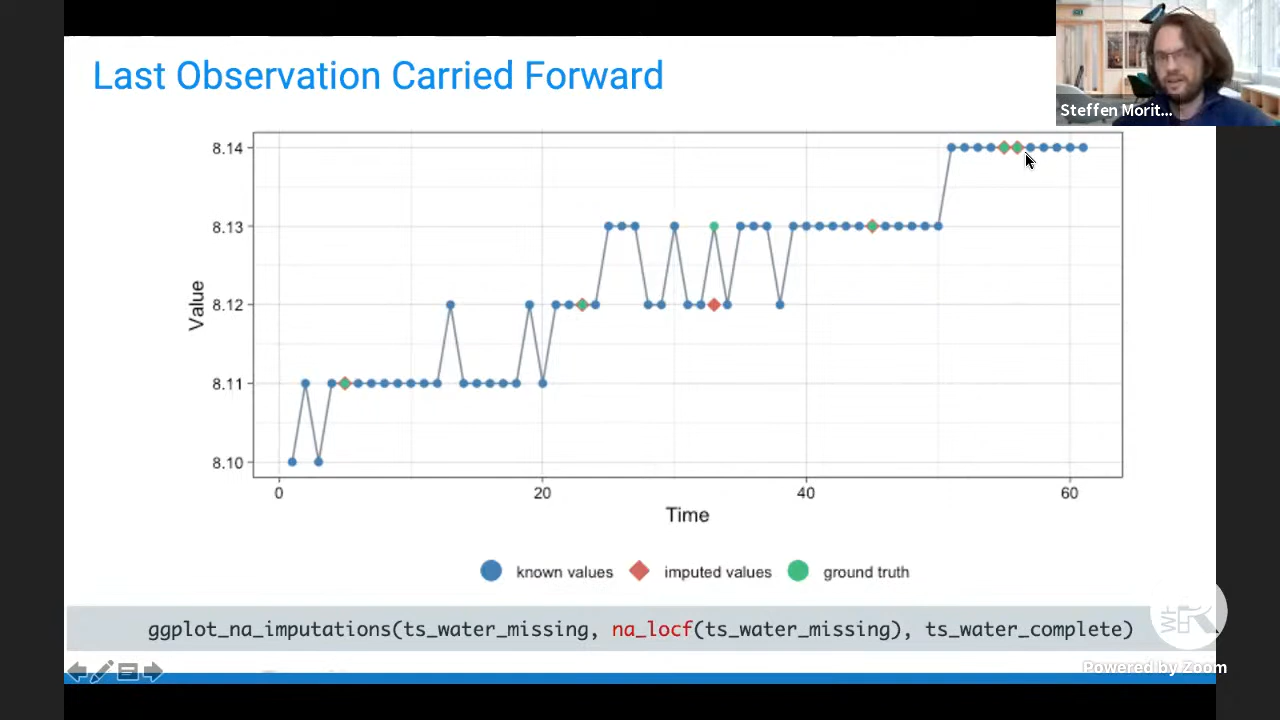 Last Observation Carried Forward
Steffen Morit...
8.14
8.13
8.12
8.11
8.10
Value
0 20 40 60
Time
known values imputed values ground truth
ggplot_na_imputations(ts_water_missing, na_locf(ts_water_missing), ts_water_complete)
WHY R
Powered by Zoom